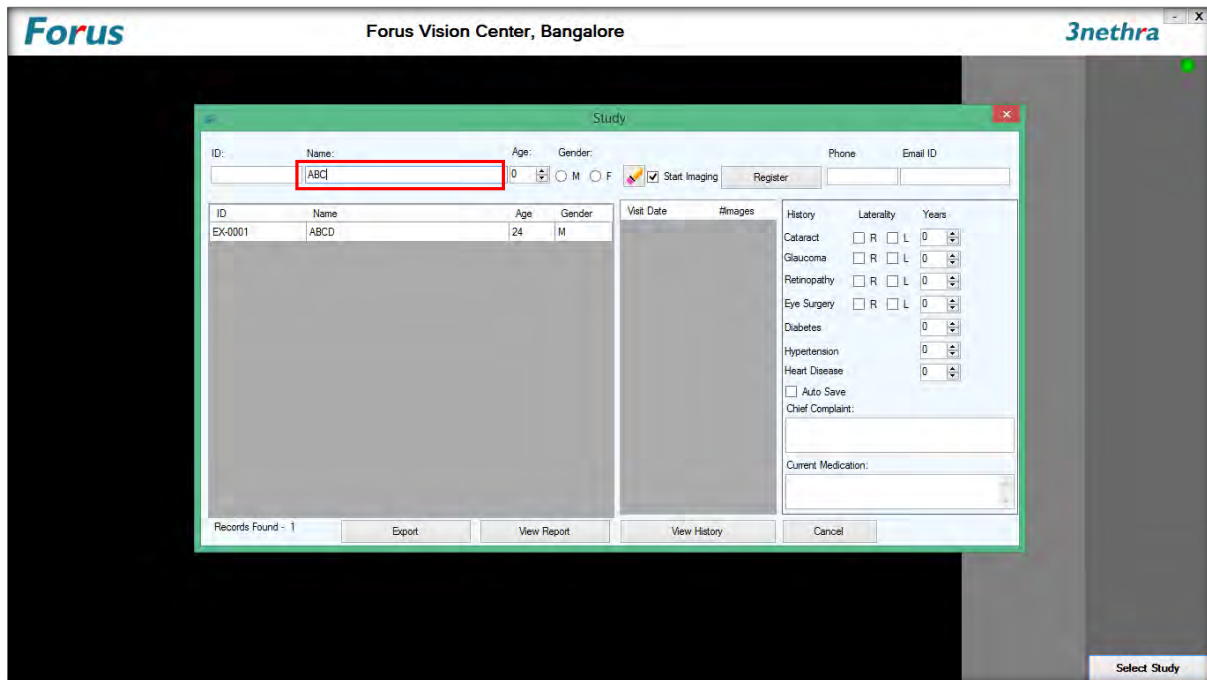 Forus
Forus Vision Center, Bangalore
3nethra
- X
Study
ID: Name: Age: Gender: Phone Email ID
ABC 0 M F Start Imaging Register
ID Name Age Gender
EX-0001 ABCD 24 M
Visit Date #Images
History Laterality Years
Cataract R L 0
Glaucoma R L 0
Retinopathy R L 0
Eye Surgery R L 0
Diabetes 0
Hypertension 0
Heart Disease 0
Auto Save
Chief Complaint:
Current Medication:
Records Found - 1 Export View Report View History Cancel
Select Study